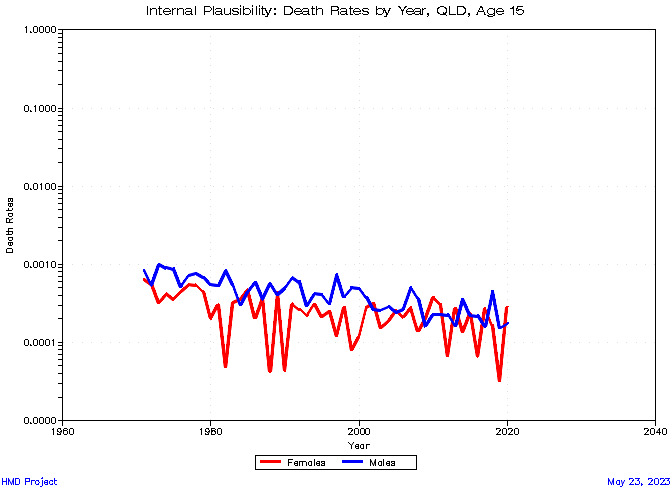 Internal Plausibility: Death Rates by Year, QLD, Age 15
1.0000
0.1000
0.0100
0.0010
0.0001
0.0000
Death Rates
1960 1980 2000 2020 2040
Year
Females Males
HMD Project May 23, 2023